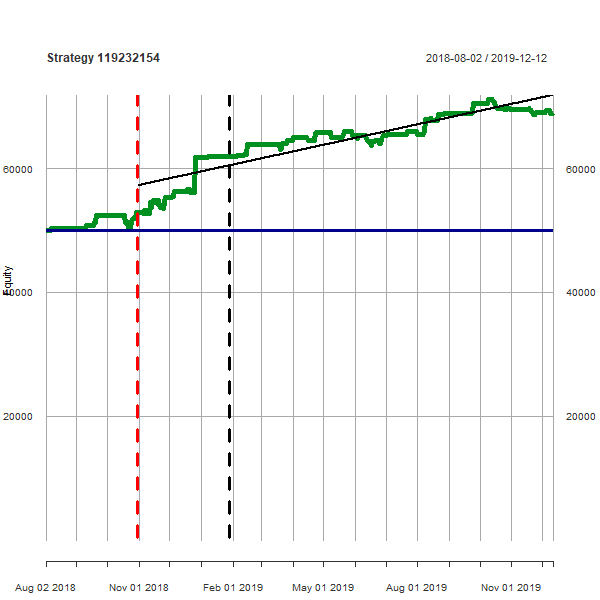 Strategy 119232154
2018-08-02 / 2019-12-12
60000
60000
Equity
40000
40000
20000
20000
Aug 02 2018
Nov 01 2018
Feb 01 2019
May 01 2019
Aug 01 2019
Nov 01 2019